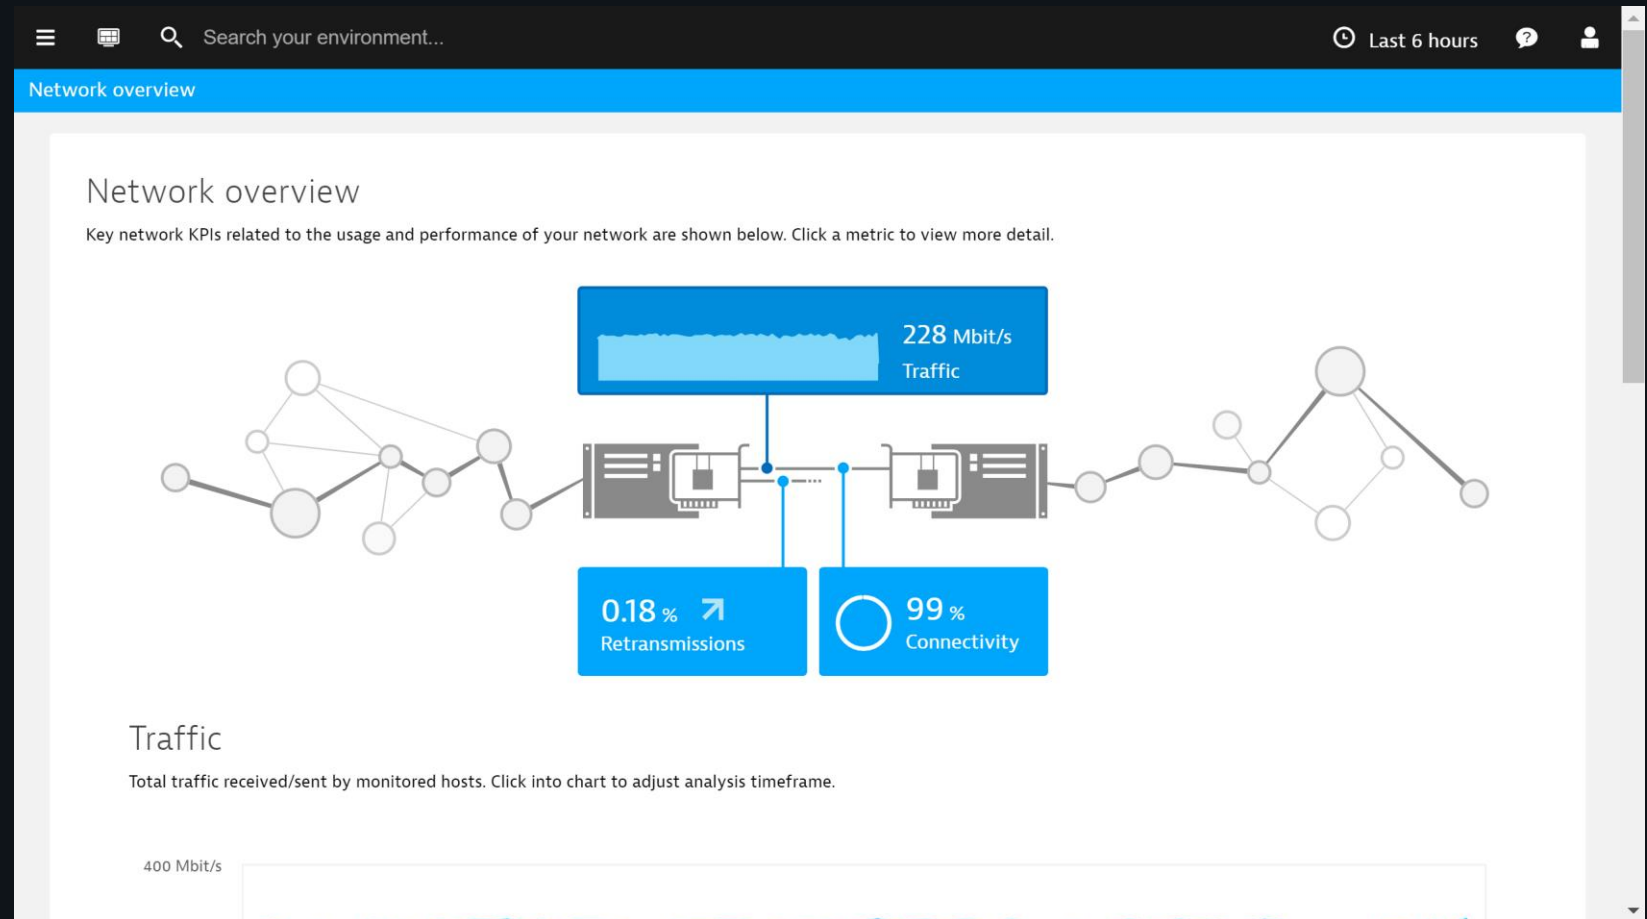 Search your environment...
Last 6 hours
?
Network overview
Network overview
Key network KPIs related to the usage and performance of your network are shown below. Click a metric to view more detail.
228 Mbit/s
Traffic
0.18 %
Retransmissions
99 %
Connectivity
Traffic
Total traffic received/sent by monitored hosts. Click into chart to adjust analysis timeframe.
400 Mbit/s